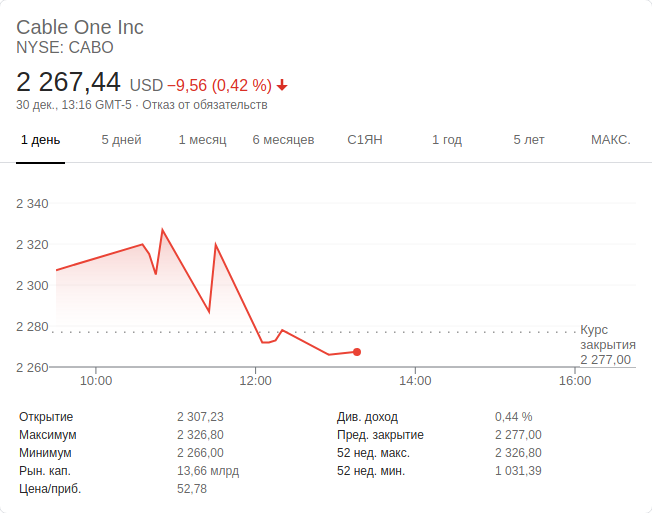 Cable One Inc
NYSE: CABO
2 267,44 USD −9,56 (0,42 %)
30 дек., 13:16 GMT-5 · Отказ от обязательств
1 день 5 дней 1 месяц 6 месяцев С1ЯН 1 год 5 лет МАКС.
2 340
2 320
2 300
2 280
2 260
Курс
закрытия
2 277,00
10:00 12:00 14:00 16:00
Открытие 2 307,23 Див. доход 0,44 %
Максимум 2 326,80 Пред. закрытие 2 277,00
Минимум 2 266,00 52 нед. макс. 2 326,80
Рын. кап. 13,66 млрд 52 нед. мин. 1 031,39
Цена/приб. 52,78